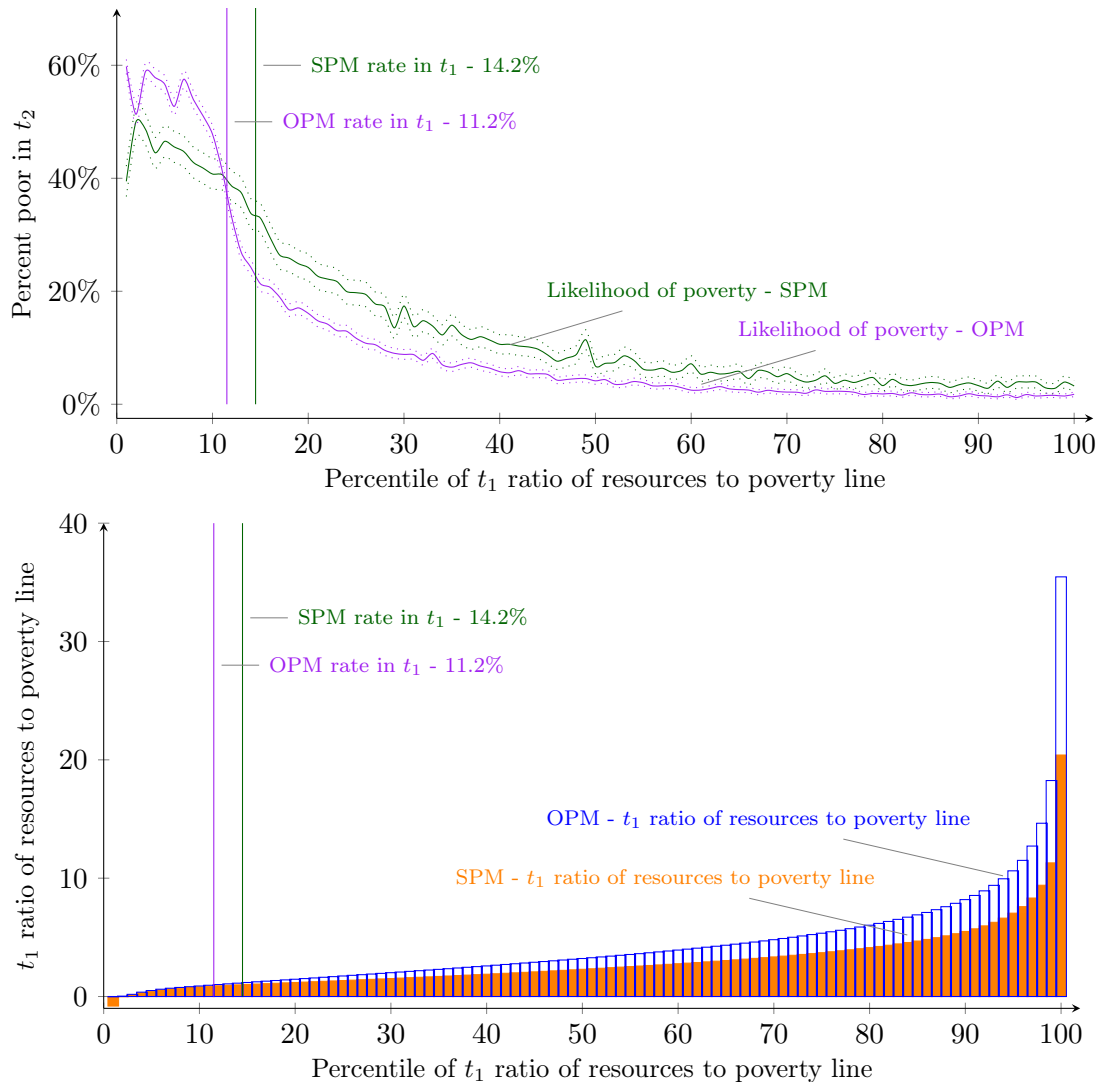 60%
40%
20%
0%
Percent poor in t₂
SPM rate in t₁ - 14.2%
OPM rate in t₁ - 11.2%
Likelihood of poverty - SPM
Likelihood of poverty - OPM
0 10 20 30 40 50 60 70 80 90 100
Percentile of t₁ ratio of resources to poverty line
40
30
20
10
0
t₁ ratio of resources to poverty line
SPM rate in t₁ - 14.2%
OPM rate in t₁ - 11.2%
OPM - t₁ ratio of resources to poverty line
SPM - t₁ ratio of resources to poverty line
0 10 20 30 40 50 60 70 80 90 100
Percentile of t₁ ratio of resources to poverty line